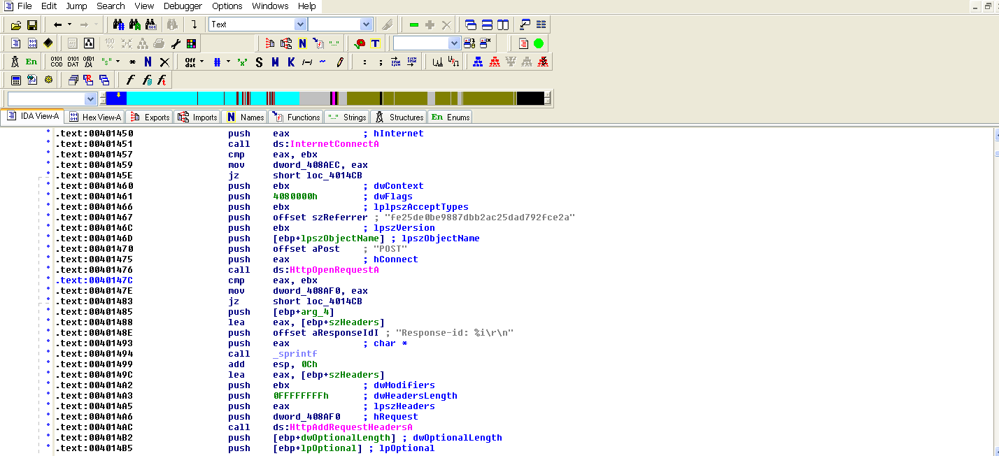 File Edit Jump Search View Debugger Options Windows Help
Text
En
Off dat
IDA View-A Hex View-A Exports Imports Names Functions Strings Structures En Enums
.text:00401450 push eax ; hInternet
.text:00401451 call ds:InternetConnectA
.text:00401457 cmp eax, ebx
.text:00401459 mov dword_408AEC, eax
.text:0040145E jz short loc_4014CB
.text:00401460 push ebx ; dwContext
.text:00401461 push 4080000h ; dwFlags
.text:00401466 push ebx ; lplpszAcceptTypes
.text:00401467 push offset szReferrer ; "fe25de0be9887dbb2ac25dad792fce2a"
.text:0040146C push ebx ; lpszVersion
.text:0040146D push [ebp+lpszObjectName] ; lpszObjectName
.text:00401470 push offset aPost ; "POST"
.text:00401475 push eax ; hConnect
.text:00401476 call ds:HttpOpenRequestA
.text:0040147C cmp eax, ebx
.text:0040147E mov dword_408AF0, eax
.text:00401483 jz short loc_4014CB
.text:00401485 push [ebp+arg_4]
.text:00401488 lea eax, [ebp+szHeaders]
.text:0040148E push offset aResponseIdI ; "Response-id: %i\r\n"
.text:00401493 push eax ; char *
.text:00401494 call _sprintf
.text:00401499 add esp, 0Ch
.text:0040149C lea eax, [ebp+szHeaders]
.text:004014A2 push ebx ; dwModifiers
.text:004014A3 push 0FFFFFFFFh ; dwHeadersLength
.text:004014A5 push eax ; lpszHeaders
.text:004014A6 push dword_408AF0 ; hRequest
.text:004014AC call ds:HttpAddRequestHeadersA
.text:004014B2 push [ebp+dwOptionalLength] ; dwOptionalLength
.text:004014B5 push [ebp+lpOptional] ; lpOptional